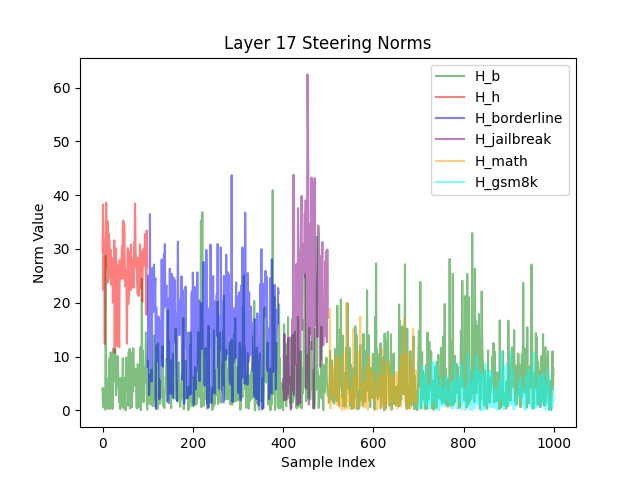 Layer 17 Steering Norms
Norm Value
60
50
40
30
20
10
0
0 200 400 600 800 1000
Sample Index
H_b
H_h
H_borderline
H_jailbreak
H_math
H_gsm8k